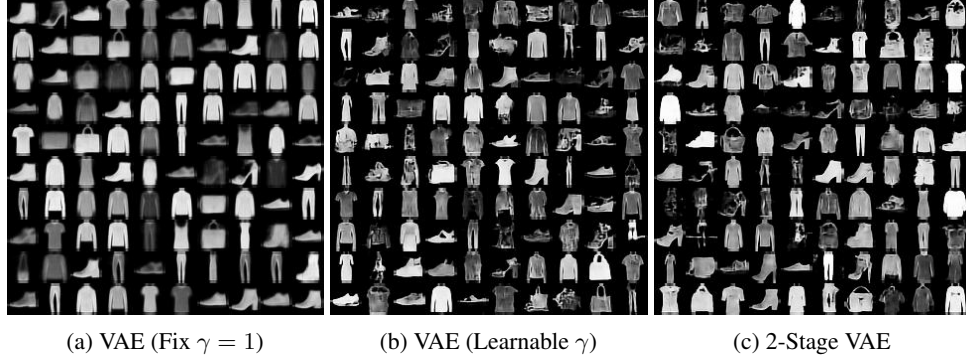 (a) VAE (Fix γ = 1)
(b) VAE (Learnable γ)
(c) 2-Stage VAE